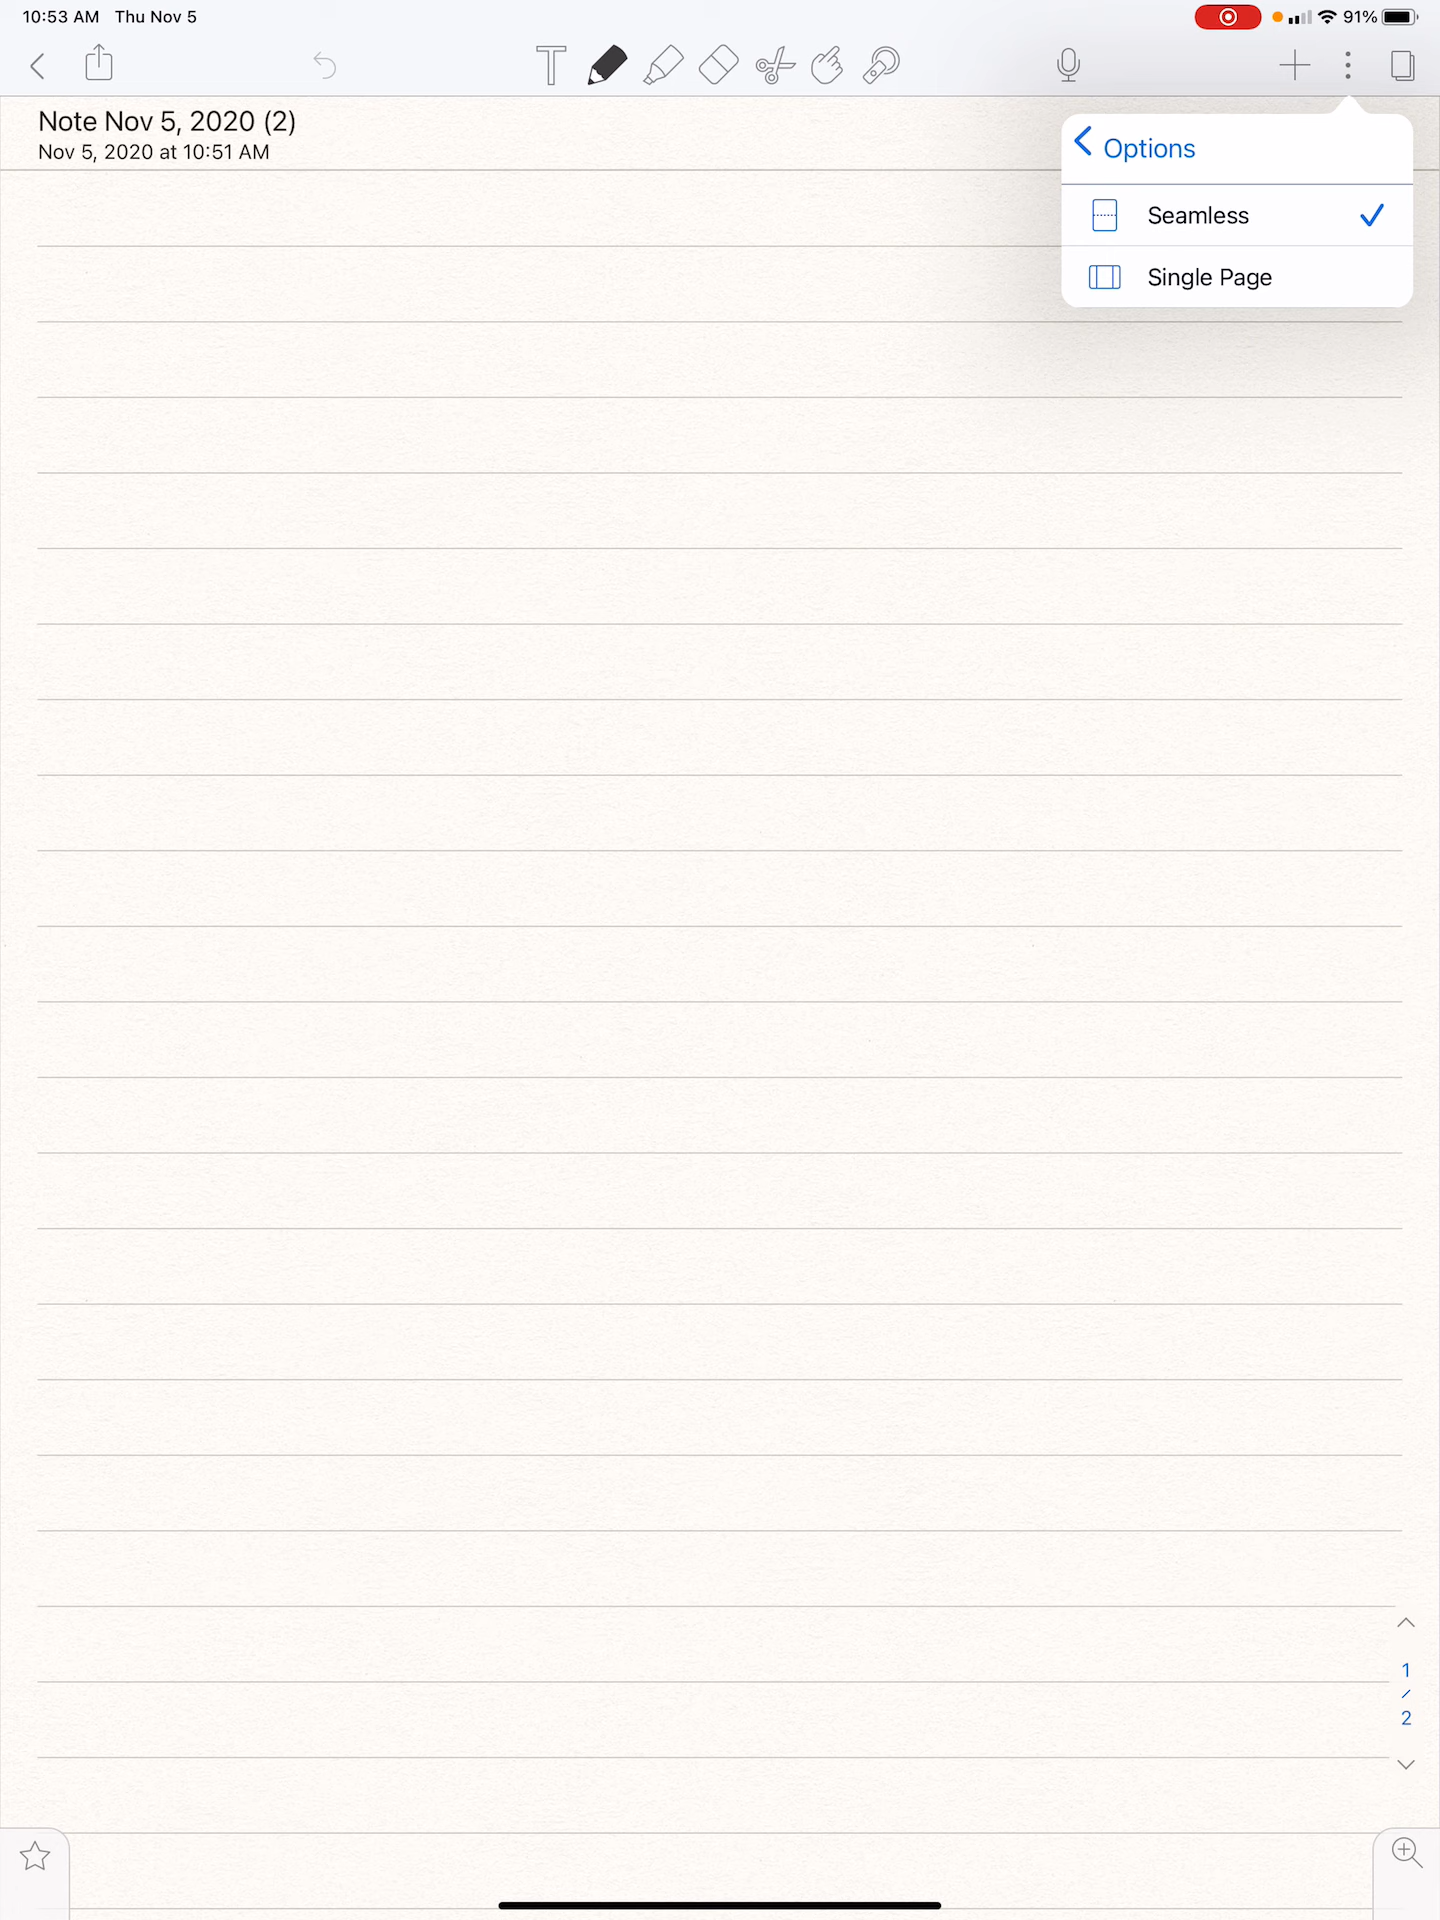 10:53 AM Thu Nov 5
91%
T
Note Nov 5, 2020 (2)
Nov 5, 2020 at 10:51 AM
Options
Seamless
Single Page
1
/
2